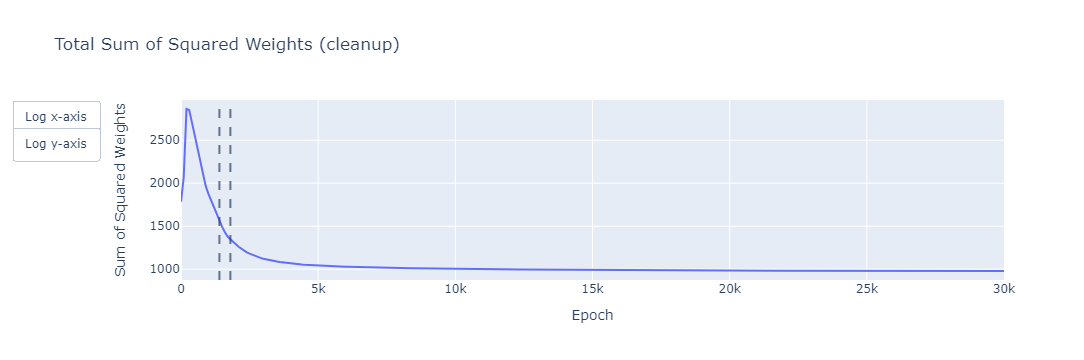 Total Sum of Squared Weights (cleanup)
Log x-axis
Log y-axis
Sum of Squared Weights
2500
2000
1500
1000
0 5k 10k 15k 20k 25k 30k
Epoch